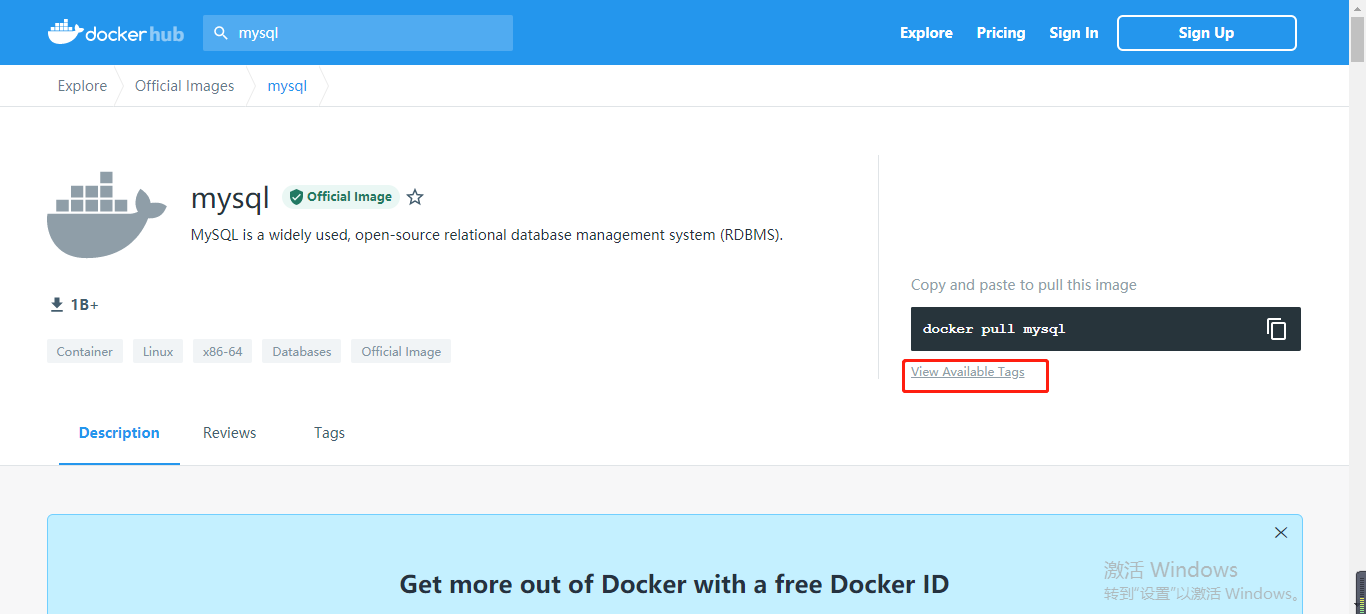 docker hub
mysql
Explore
Pricing
Sign In
Sign Up
Explore
Official Images
mysql
mysql
Official Image
MySQL is a widely used, open-source relational database management system (RDBMS).
1B+
Container
Linux
x86-64
Databases
Official Image
Copy and paste to pull this image
docker pull mysql
View Available Tags
Description
Reviews
Tags
Get more out of Docker with a free Docker ID
激活 Windows
转到"设置"以激活 Windows。